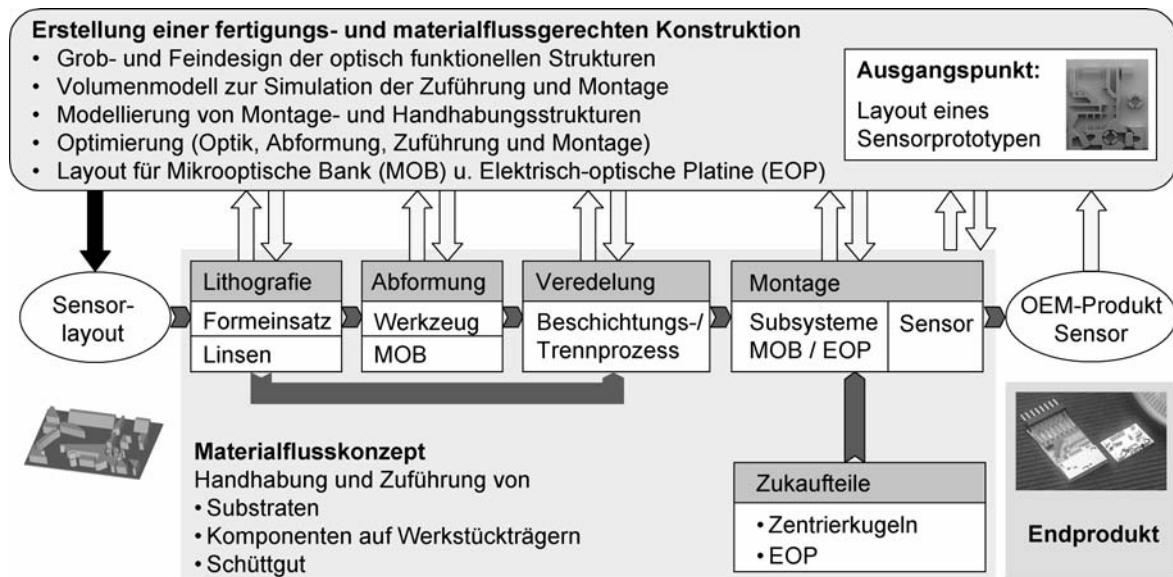 Erstellung einer fertigungs- und materialflussgerechten Konstruktion
• Grob- und Feindesign der optisch funktionellen Strukturen
• Volumenmodell zur Simulation der Zuführung und Montage
• Modellierung von Montage- und Handhabungsstrukturen
• Optimierung (Optik, Abformung, Zuführung und Montage)
• Layout für Mikrooptische Bank (MOB) u. Elektrisch-optische Platine (EOP)
Ausgangspunkt:
Layout eines
Sensorprototypen
Sensor-
layout
Lithografie
Formeinsatz
Linsen
Abformung
Werkzeug
MOB
Veredelung
Beschichtungs-/
Trennprozess
Montage
Subsysteme
MOB / EOP
Sensor
OEM-Produkt
Sensor
Materialflusskonzept
Handhabung und Zuführung von
• Substraten
• Komponenten auf Werkstückträgern
• Schüttgut
Zukaufteile
• Zentrierkugeln
• EOP
Endprodukt